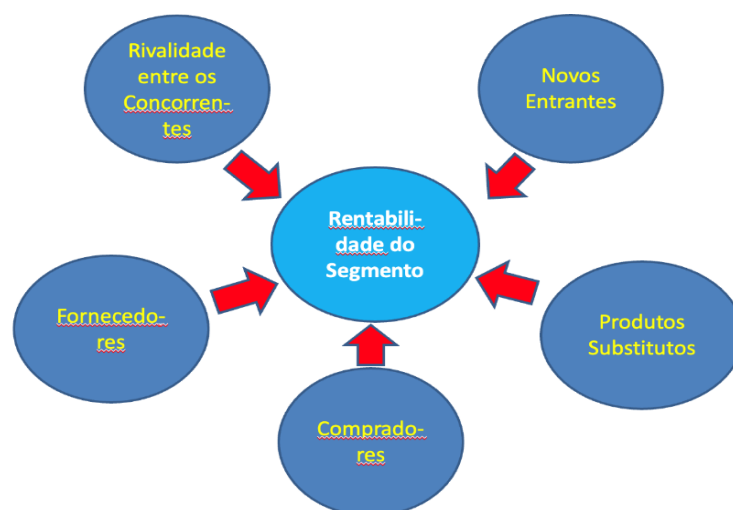 Rivalidade
entre os
Concorren-
tes
Novos
Entrantes
Rentabili-
dade do
Segmento
Fornecedo-
res
Produtos
Substitutos
Comprado-
res